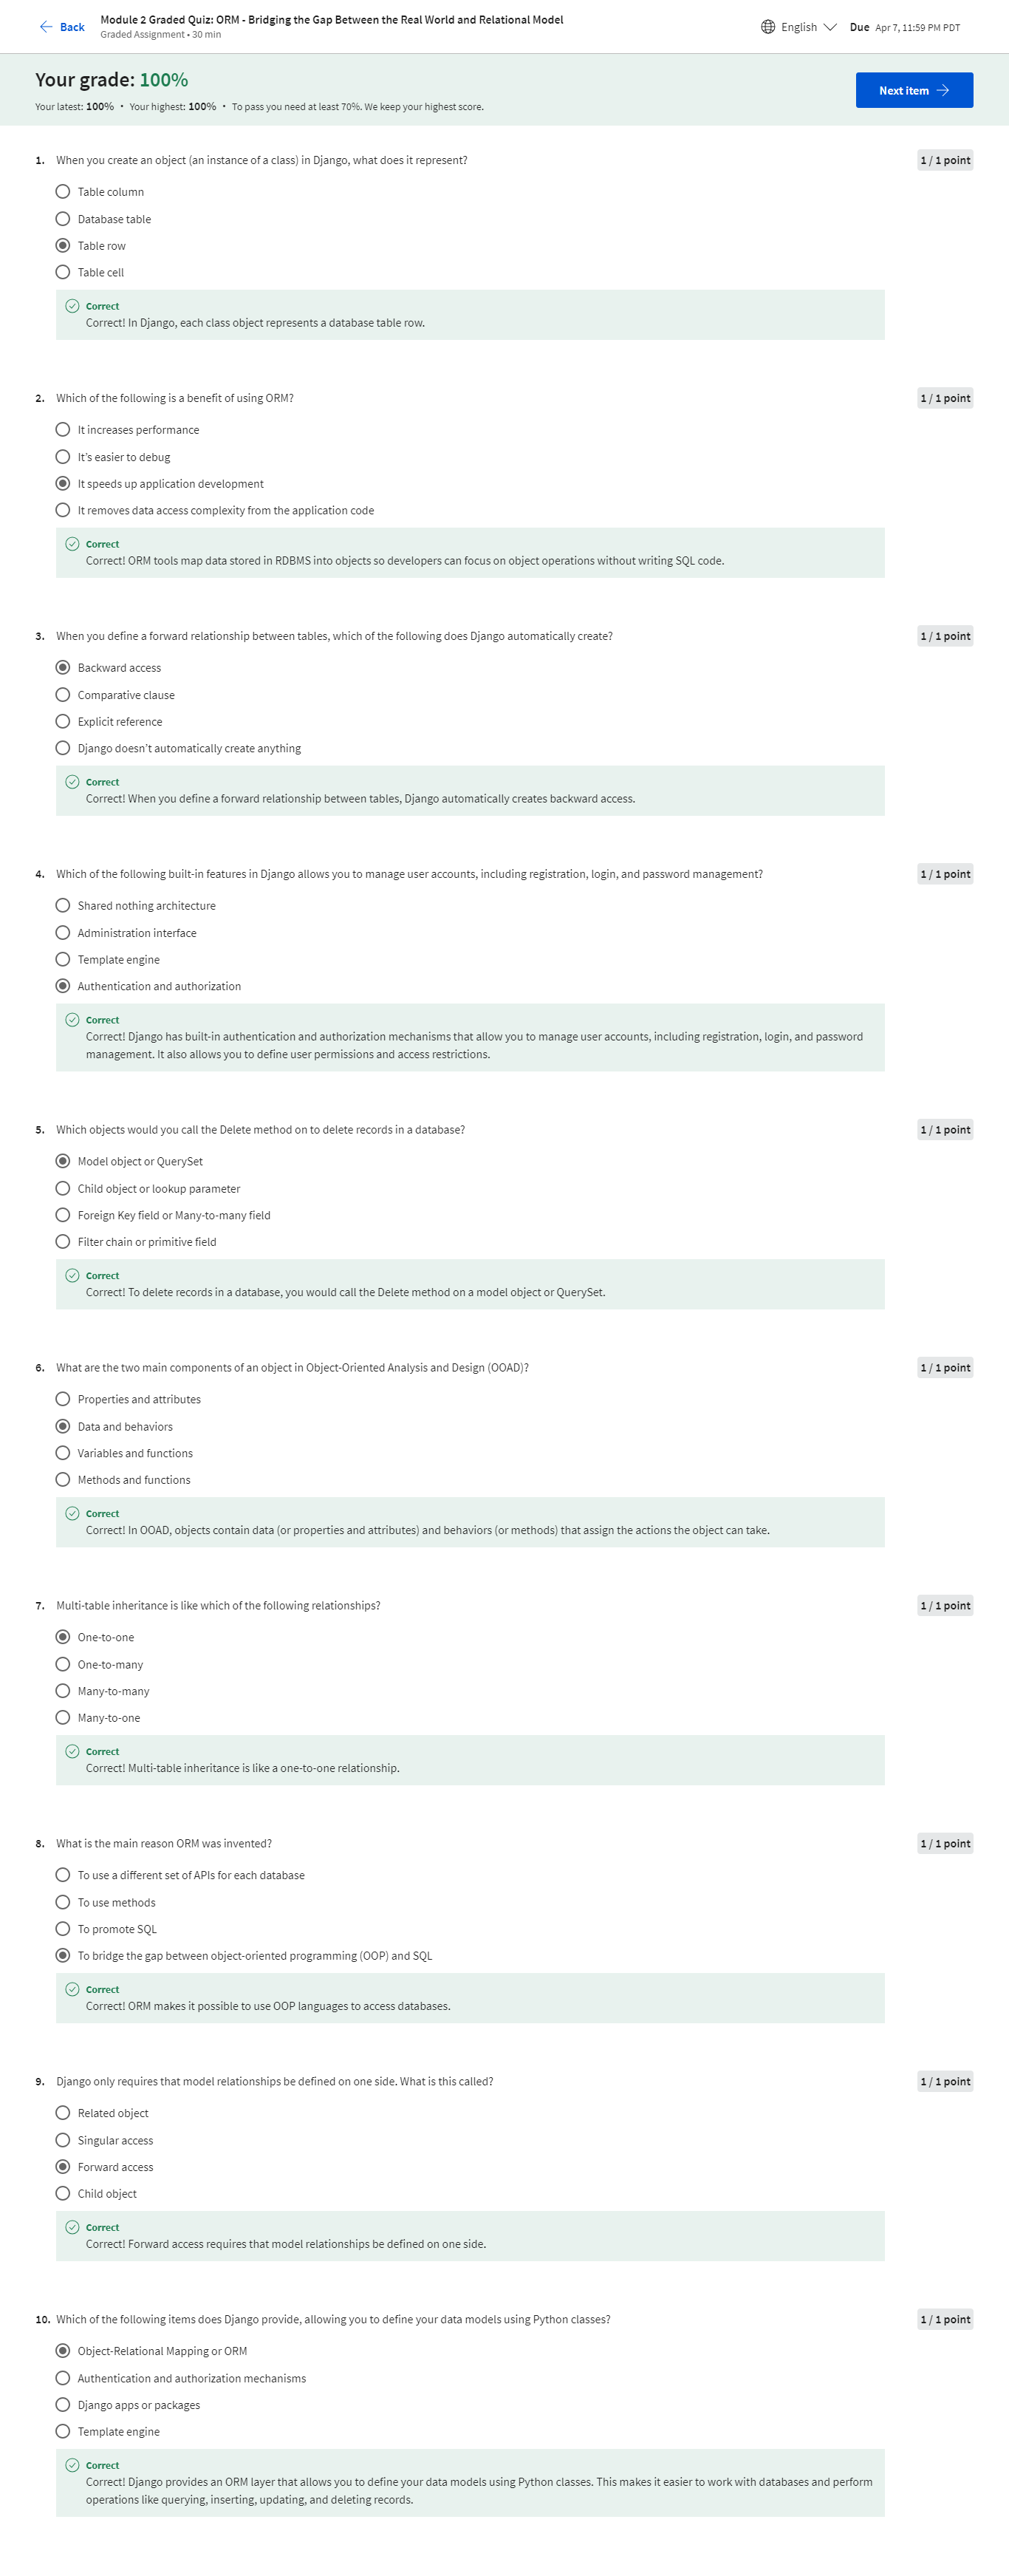 Back
Module 2 Graded Quiz: ORM - Bridging the Gap Between the Real World and Relational Model
Graded Assignment • 30 min
English
Due Apr 7, 11:59 PM PDT
Your grade: 100%
Your latest: 100% • Your highest: 100% • To pass you need at least 70%. We keep your highest score.
Next item
1. When you create an object (an instance of a class) in Django, what does it represent?
1 / 1 point
Table column
Database table
Table row
Table cell
Correct
Correct! In Django, each class object represents a database table row.
2. Which of the following is a benefit of using ORM?
1 / 1 point
It increases performance
It’s easier to debug
It speeds up application development
It removes data access complexity from the application code
Correct
Correct! ORM tools map data stored in RDBMS into objects so developers can focus on object operations without writing SQL code.
3. When you define a forward relationship between tables, which of the following does Django automatically create?
1 / 1 point
Backward access
Comparative clause
Explicit reference
Django doesn’t automatically create anything
Correct
Correct! When you define a forward relationship between tables, Django automatically creates backward access.
4. Which of the following built-in features in Django allows you to manage user accounts, including registration, login, and password management?
1 / 1 point
Shared nothing architecture
Administration interface
Template engine
Authentication and authorization
Correct
Correct! Django has built-in authentication and authorization mechanisms that allow you to manage user accounts, including registration, login, and password
management. It also allows you to define user permissions and access restrictions.
5. Which objects would you call the Delete method on to delete records in a database?
1 / 1 point
Model object or QuerySet
Child object or lookup parameter
Foreign Key field or Many-to-many field
Filter chain or primitive field
Correct
Correct! To delete records in a database, you would call the Delete method on a model object or QuerySet.
6. What are the two main components of an object in Object-Oriented Analysis and Design (OOAD)?
1 / 1 point
Properties and attributes
Data and behaviors
Variables and functions
Methods and functions
Correct
Correct! In OOAD, objects contain data (or properties and attributes) and behaviors (or methods) that assign the actions the object can take.
7. Multi-table inheritance is like which of the following relationships?
1 / 1 point
One-to-one
One-to-many
Many-to-many
Many-to-one
Correct
Correct! Multi-table inheritance is like a one-to-one relationship.
8. What is the main reason ORM was invented?
1 / 1 point
To use a different set of APIs for each database
To use methods
To promote SQL
To bridge the gap between object-oriented programming (OOP) and SQL
Correct
Correct! ORM makes it possible to use OOP languages to access databases.
9. Django only requires that model relationships be defined on one side. What is this called?
1 / 1 point
Related object
Singular access
Forward access
Child object
Correct
Correct! Forward access requires that model relationships be defined on one side.
10. Which of the following items does Django provide, allowing you to define your data models using Python classes?
1 / 1 point
Object-Relational Mapping or ORM
Authentication and authorization mechanisms
Django apps or packages
Template engine
Correct
Correct! Django provides an ORM layer that allows you to define your data models using Python classes. This makes it easier to work with databases and perform
operations like querying, inserting, updating, and deleting records.